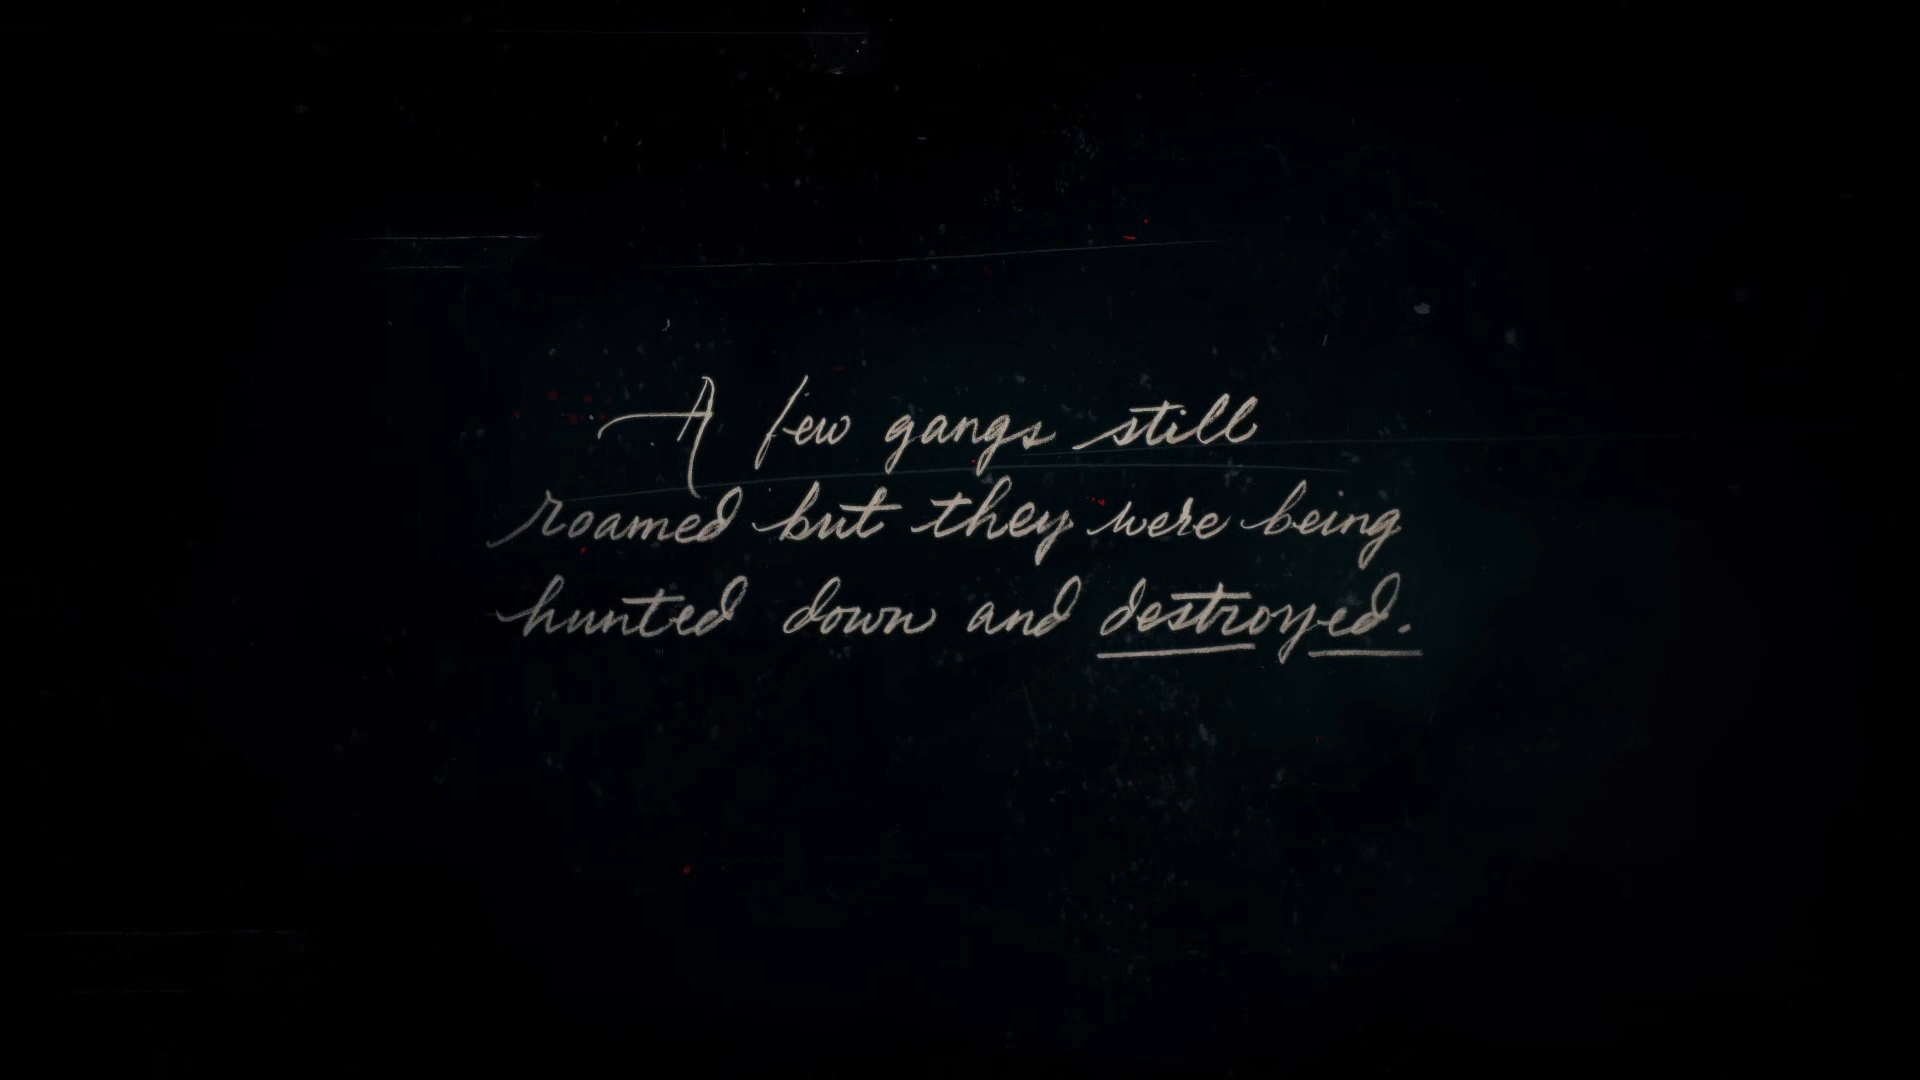 A few gangs still
roamed but they were being
hunted down and destroyed.